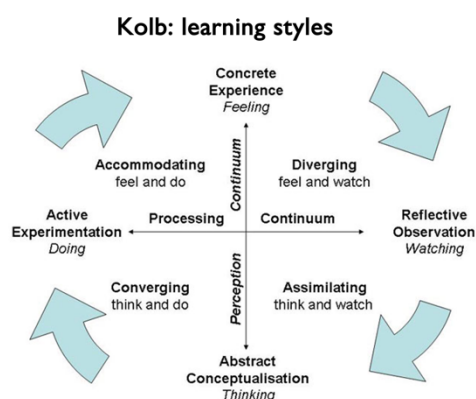 Kolb: learning styles
Concrete
Experience
Feeling
Accommodating
feel and do
Continuum
Diverging
feel and watch
Active
Experimentation
Doing
Processing
Continuum
Reflective
Observation
Watching
Converging
think and do
Perception
Assimilating
think and watch
Abstract
Conceptualisation
Thinking